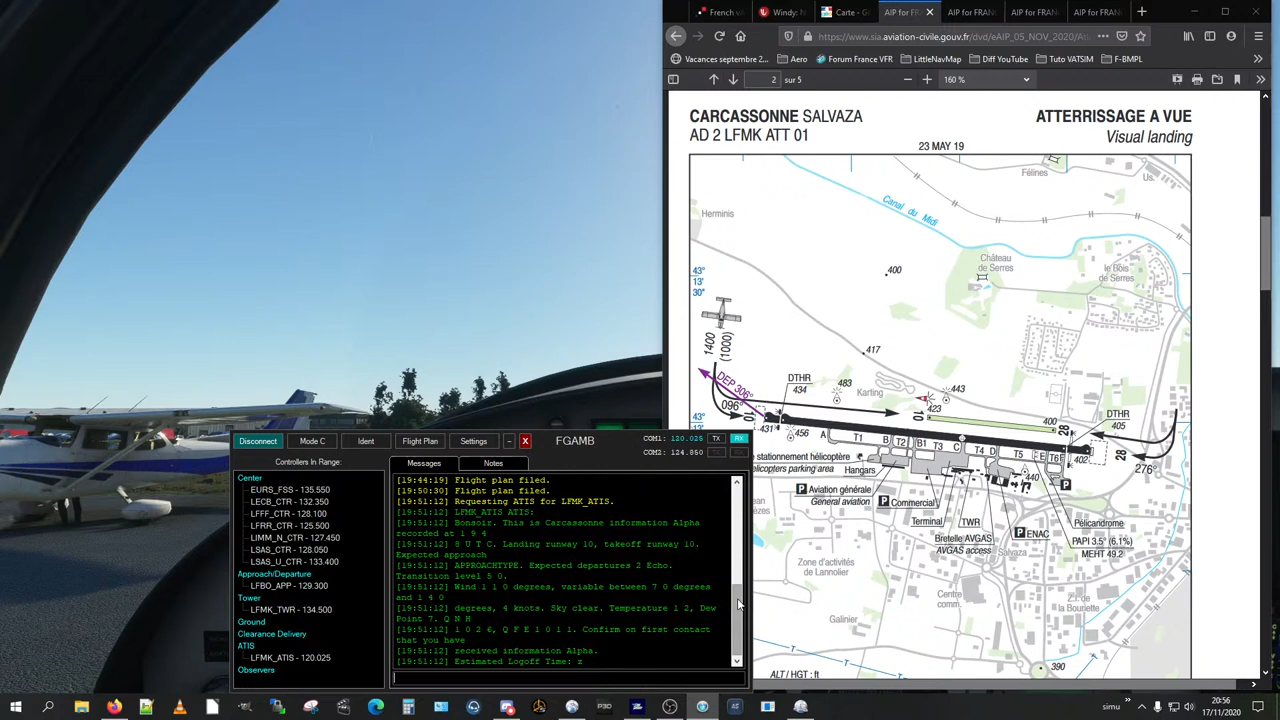 French v
Windy: N
Carte - G
AIP for FR
AIP for FRAN
AIP for FRAN
AIP for FRAN
https://www.sia.aviation-civile.gouv.fr/dvd/eAIP_05_NOV_2020/A
Vacances septembre 2...
Aero
Forum France VFR
LittleNavMap
Diff YouTube
Tuto VATSIM
F-BMPL
2
sur 5
160 %
CARCASSONNE SALVAZA
AD 2 LFMK ATT 01
ATTERRISSAGE A VUE
Visual landing
23 MAY 19
Félines
Us.
Herminis
Canal du Midi
Château
de Serres
le Bois
de Serres
43°
13'
30"
400
1400
(1000)
417
DEP 306°
DTHR
434
483
Karting
443
423
400
DTHR
405
096°
43°
10
10
28
28
431
456
A
T1
B
T2
B1
T3
C
T4
D
T5
E
T6
F
402
276°
stationnement hélicoptère
elicopters parking area
Hangars
440
P Aviation générale
General aviation
P Commercial
Terminal
TWR
P ENAC
P
Pélicandrome
Bretelle AVGAS
AVGAS access
Salvaza
PAPI 3.5° (6.1%)
MEHT 49.2
Zone d'activités
de Lannolier
Centre
comm.
Z.I. de
la Bouriette
Galinier
390
ALT / HGT : ft
Disconnect
Mode C
Ident
Flight Plan
Settings
–
X
FGAMB
COM1: 120.025 TX RX
COM2: 124.850
Controllers In Range:
Messages
Notes
Center
EURS_FSS - 135.550
LECB_CTR - 132.350
LFFF_CTR - 128.100
LFRR_CTR - 125.500
LIMM_N_CTR - 127.450
LSAS_CTR - 128.050
LSAS_U_CTR - 133.400
Approach/Departure
LFBO_APP - 129.300
Tower
LFMK_TWR - 134.500
Ground
Clearance Delivery
ATIS
LFMK_ATIS - 120.025
Observers
[19:44:19] Flight plan filed.
[19:50:30] Flight plan filed.
[19:51:12] Requesting ATIS for LFMK_ATIS.
[19:51:12] LFMK_ATIS ATIS:
[19:51:12] Bonsoir. This is Carcassonne information Alpha
recorded at 1 9 4
[19:51:12] 8 U T C. Landing runway 10, takeoff runway 10.
Expected approach
[19:51:12] APPROACHTYPE. Expected departures 2 Echo.
Transition level 5 0.
[19:51:12] Wind 1 1 0 degrees, variable between 7 0 degrees
and 1 4 0
[19:51:12] degrees, 4 knots. Sky clear. Temperature 1 2, Dew
Point 7. Q N H
[19:51:12] 1 0 2 6, Q F E 1 0 1 1. Confirm on first contact
that you have
[19:51:12] received information Alpha.
[19:51:12] Estimated Logoff Time: z
P3D
simu
20:56
17/11/2020